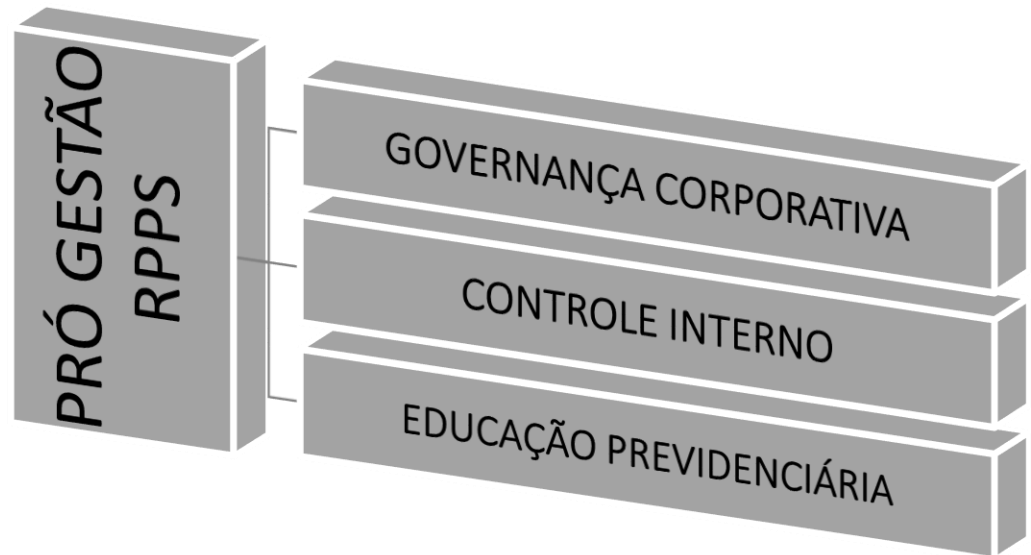 PRÓ GESTÃO
RPPS
GOVERNANÇA CORPORATIVA
CONTROLE INTERNO
EDUCAÇÃO PREVIDENCIÁRIA